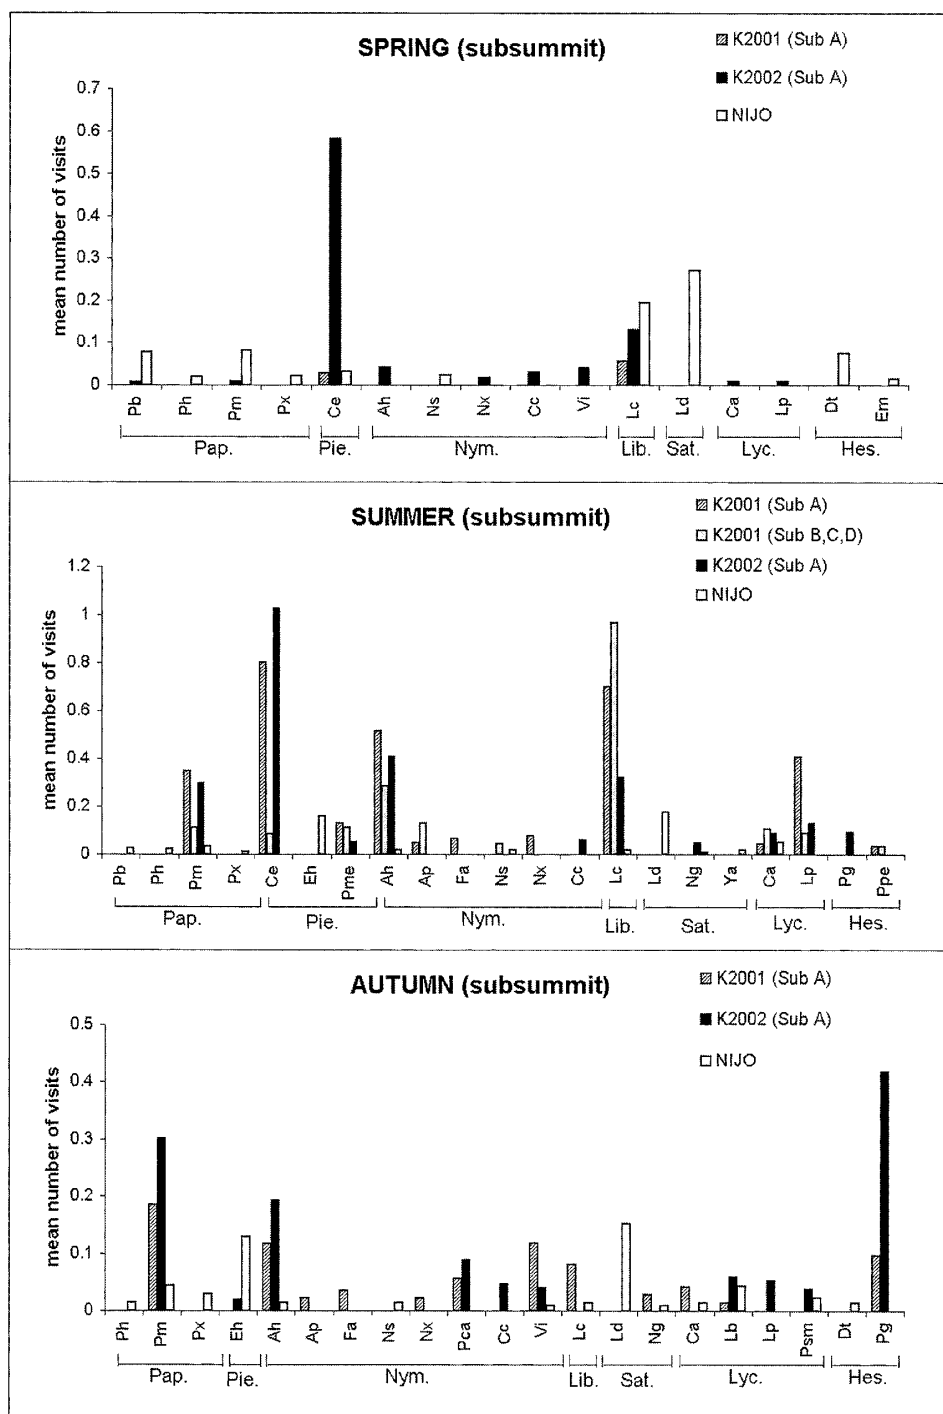 SPRING (subsummit)
K2001 (Sub A)
K2002 (Sub A)
NIJO
mean number of visits
0.7
0.6
0.5
0.4
0.3
0.2
0.1
0
Pb Ph Pm Px Ce Ah Ns Nx Cc Vi Lc Ld Ca Lp Dt Em
Pap. Pie. Nym. Lib. Sat. Lyc. Hes.
SUMMER (subsummit)
K2001 (Sub A)
K2001 (Sub B,C,D)
K2002 (Sub A)
NIJO
mean number of visits
1.2
1
0.8
0.6
0.4
0.2
0
Pb Ph Pm Px Ce Eh Pme Ah Ap Fa Ns Nx Cc Lc Ld Ng Ya Ca Lp Pg Ppe
Pap. Pie. Nym. Lib. Sat. Lyc. Hes.
AUTUMN (subsummit)
K2001 (Sub A)
K2002 (Sub A)
NIJO
mean number of visits
0.5
0.4
0.3
0.2
0.1
0
Ph Pm Px Eh Ah Ap Fa Ns Nx Pca Cc Vi Lc Ld Ng Ca Lb Lp Psm Dt Pg
Pap. Pie. Nym. Lib. Sat. Lyc. Hes.